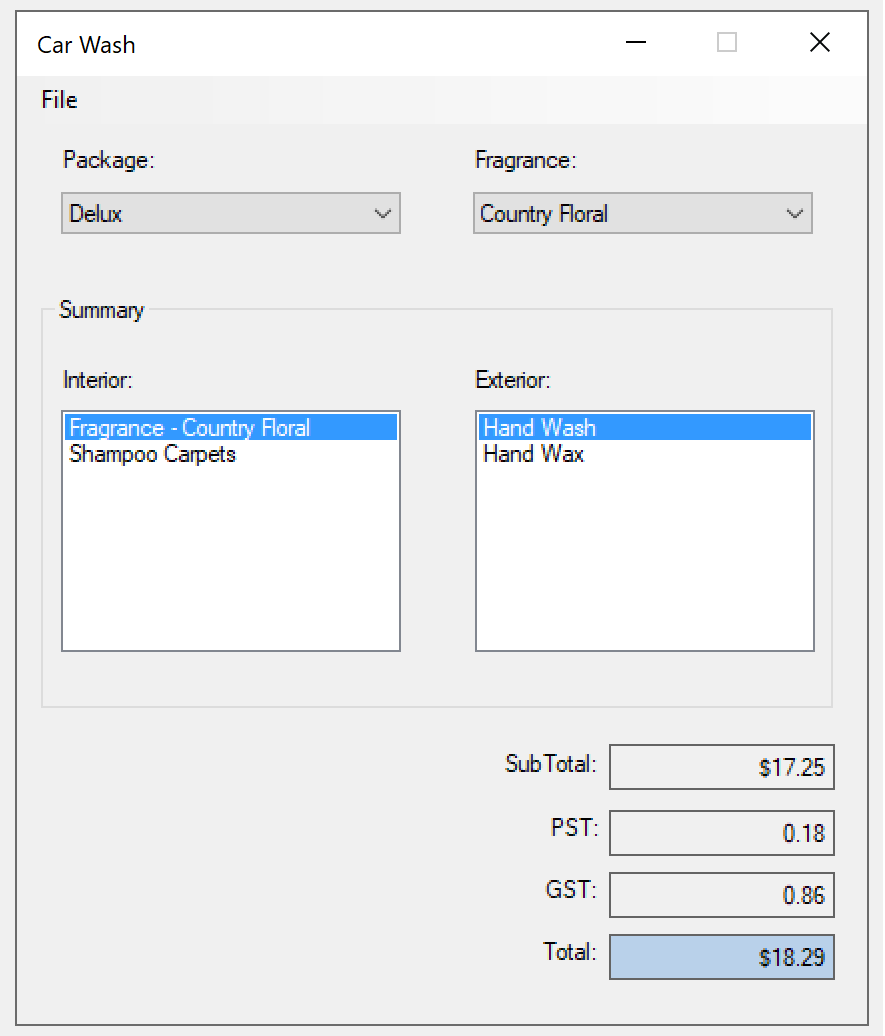 Car Wash
File
Package:
Fragrance:
Delux
Country Floral
Summary
Interior:
Exterior:
Fragrance - Country Floral
Shampoo Carpets
Hand Wash
Hand Wax
SubTotal:
$17.25
PST:
0.18
GST:
0.86
Total:
$18.29